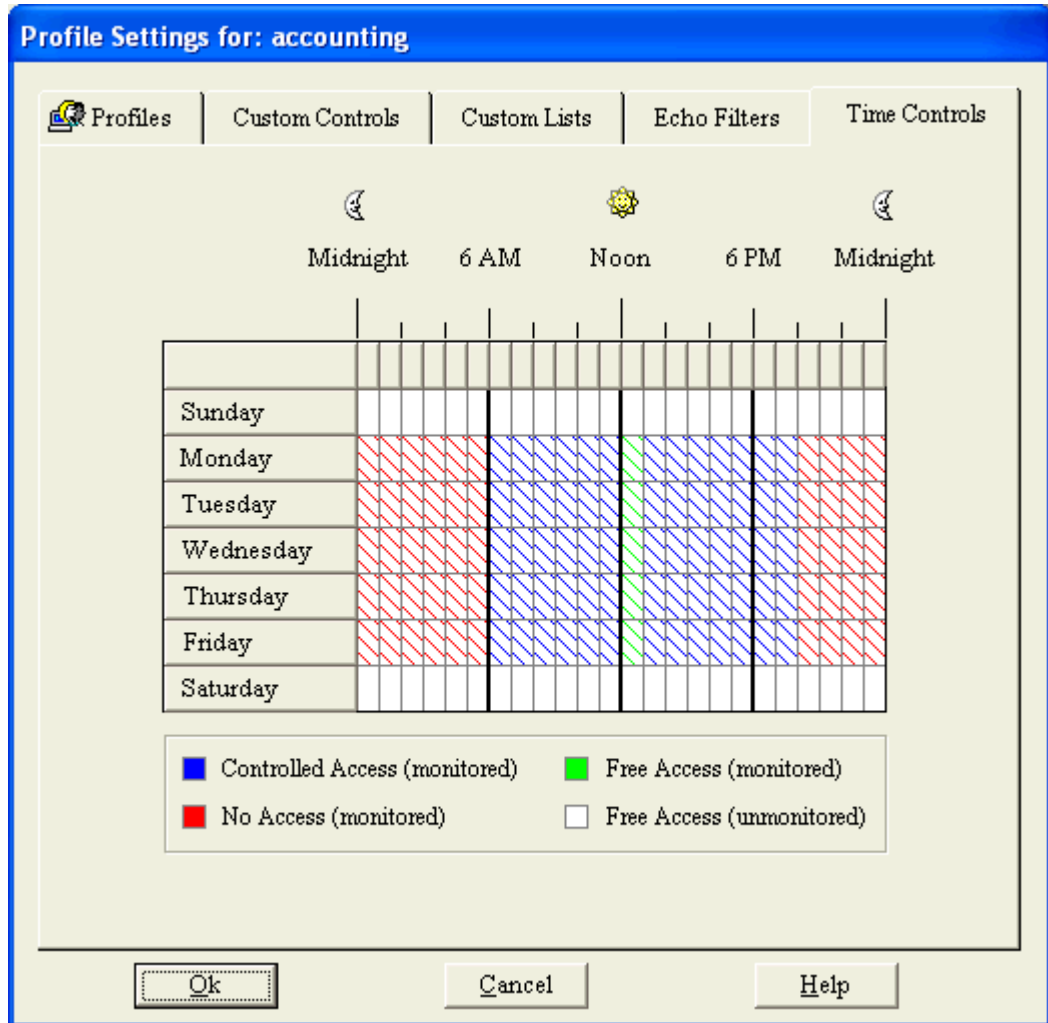 Profile Settings for: accounting
Profiles Custom Controls Custom Lists Echo Filters Time Controls
Midnight 6 AM Noon 6 PM Midnight
Sunday
Monday
Tuesday
Wednesday
Thursday
Friday
Saturday
Controlled Access (monitored) Free Access (monitored)
No Access (monitored) Free Access (unmonitored)
Ok Cancel Help